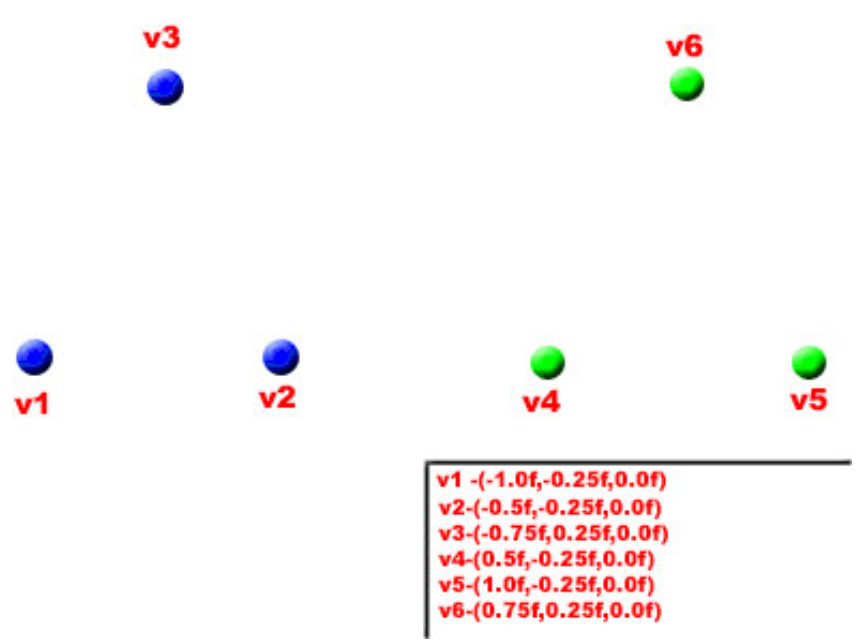 v3
v6
v1
v2
v4
v5
v1 -(-1.0f,-0.25f,0.0f)
v2-(-0.5f,-0.25f,0.0f)
v3-(-0.75f,0.25f,0.0f)
v4-(0.5f,-0.25f,0.0f)
v5-(1.0f,-0.25f,0.0f)
v6-(0.75f,0.25f,0.0f)